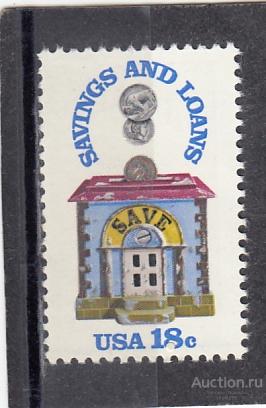 SAVINGS AND LOANS
SAVE
USA 18c
Auction.ru